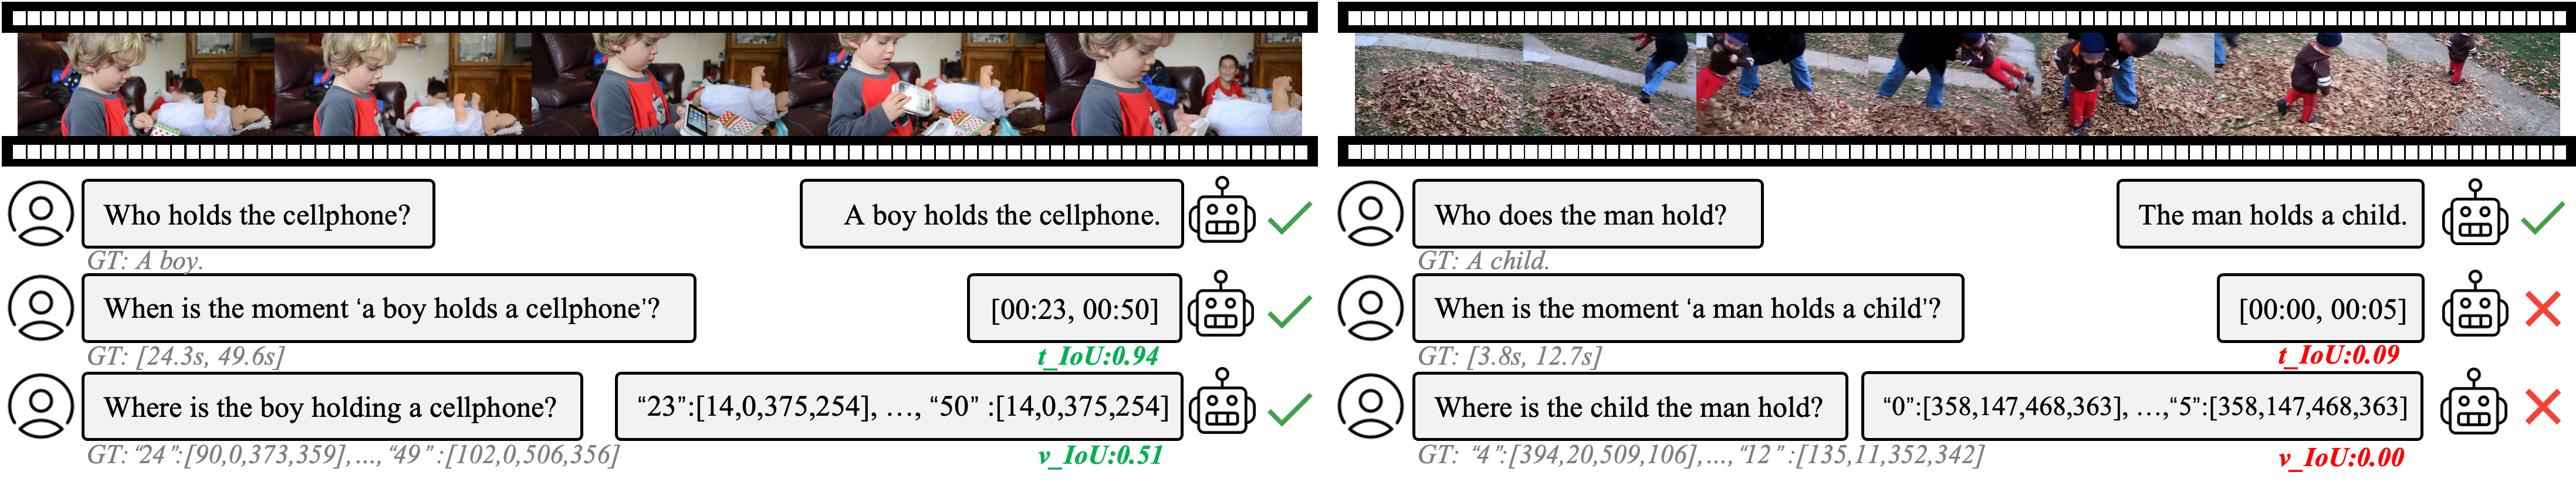 Who holds the cellphone?
A boy holds the cellphone.
GT: A boy.
When is the moment ‘a boy holds a cellphone’?
[00:23, 00:50]
GT: [24.3s, 49.6s]
t_IoU:0.94
Where is the boy holding a cellphone?
“23”:[14,0,375,254], …, “50” :[14,0,375,254]
GT: “24”:[90,0,373,359],…, “49” :[102,0,506,356]
v_IoU:0.51
Who does the man hold?
The man holds a child.
GT: A child.
When is the moment ‘a man holds a child’?
[00:00, 00:05]
GT: [3.8s, 12.7s]
t_IoU:0.09
Where is the child the man hold?
“0”:[358,147,468,363], …,“5”:[358,147,468,363]
GT: “4”:[394,20,509,106],…, “12” :[135,11,352,342]
v_IoU:0.00